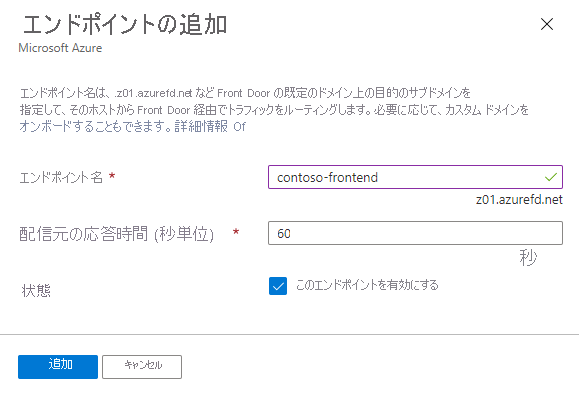 エンドポイントの追加
Microsoft Azure
エンドポイント名は、.z01.azurefd.net など Front Door の既定のドメイン上の目的のサブドメインを
指定して、そのホストから Front Door 経由でトラフィックをルーティングします。必要に応じて、カスタム ドメインを
オンボードすることもできます。詳細情報 Of
エンドポイント名 * contoso-frontend
z01.azurefd.net
配信元の応答時間 (秒単位) * 60
秒
状態 このエンドポイントを有効にする
追加 キャンセル